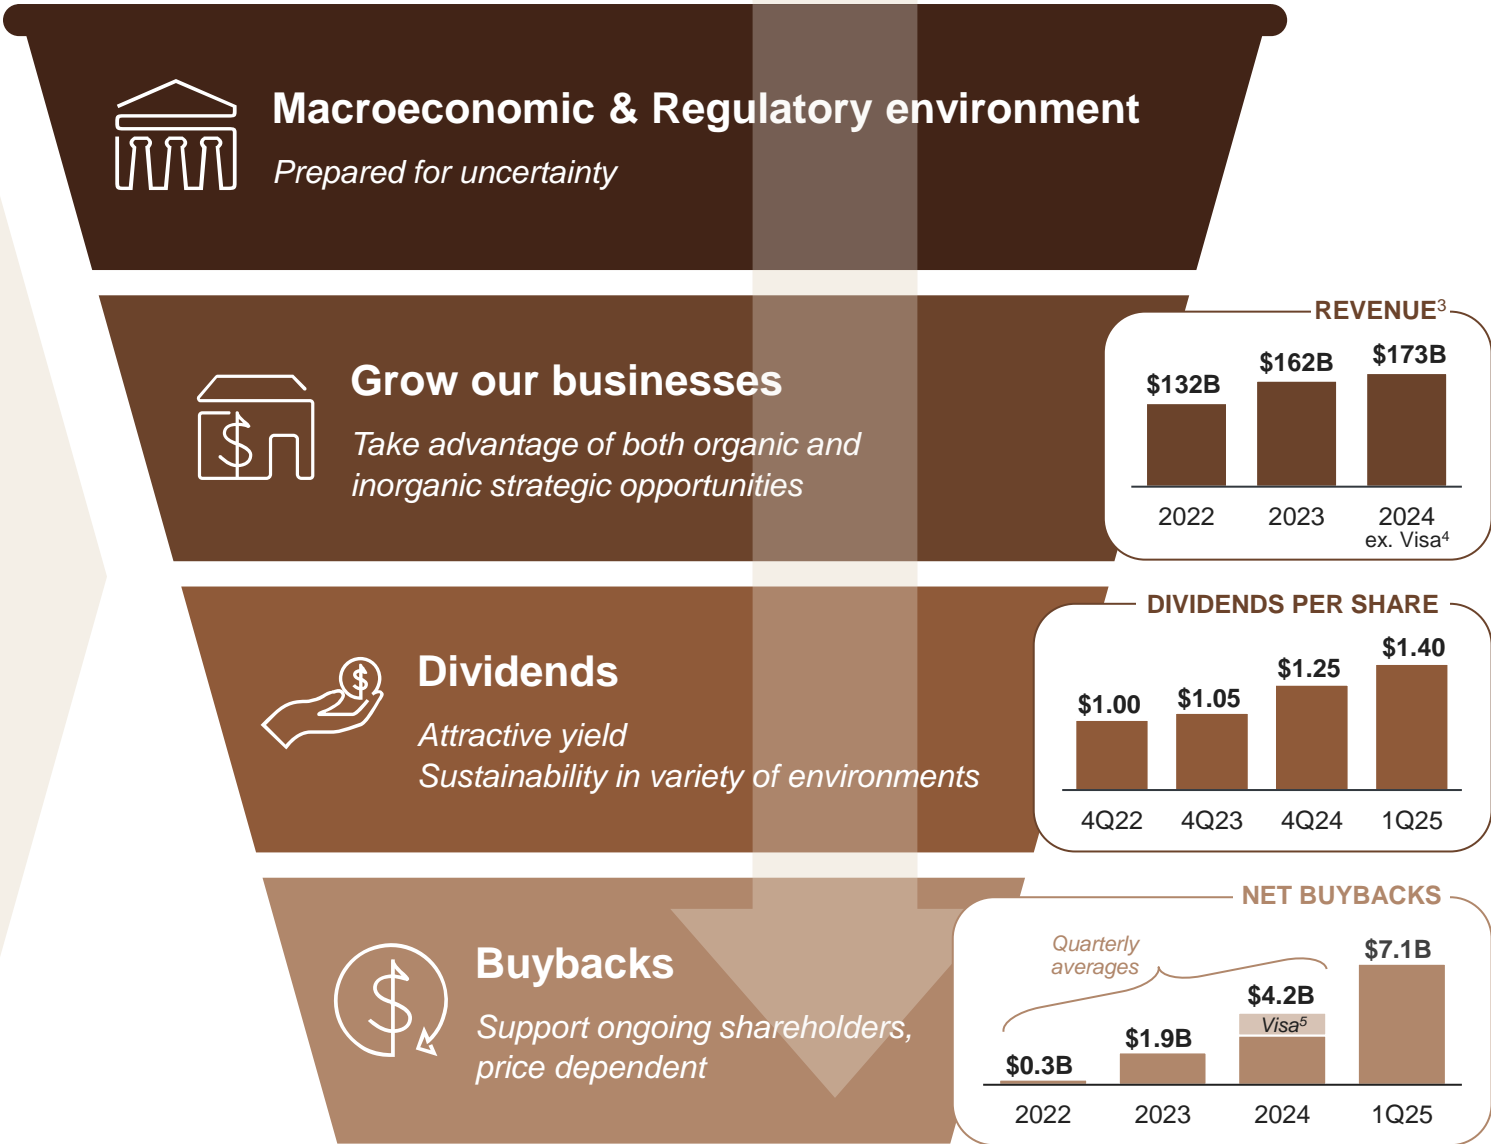 Macroeconomic & Regulatory environment
Prepared for uncertainty
Grow our businesses
Take advantage of both organic and
inorganic strategic opportunities
REVENUE³
$132B
$162B
$173B
2022
2023
2024
ex. Visa⁴
Dividends
Attractive yield
Sustainability in variety of environments
DIVIDENDS PER SHARE
$1.00
$1.05
$1.25
$1.40
4Q22
4Q23
4Q24
1Q25
Buybacks
Support ongoing shareholders,
price dependent
NET BUYBACKS
Quarterly
averages
$0.3B
$1.9B
$4.2B
Visa⁵
$7.1B
2022
2023
2024
1Q25